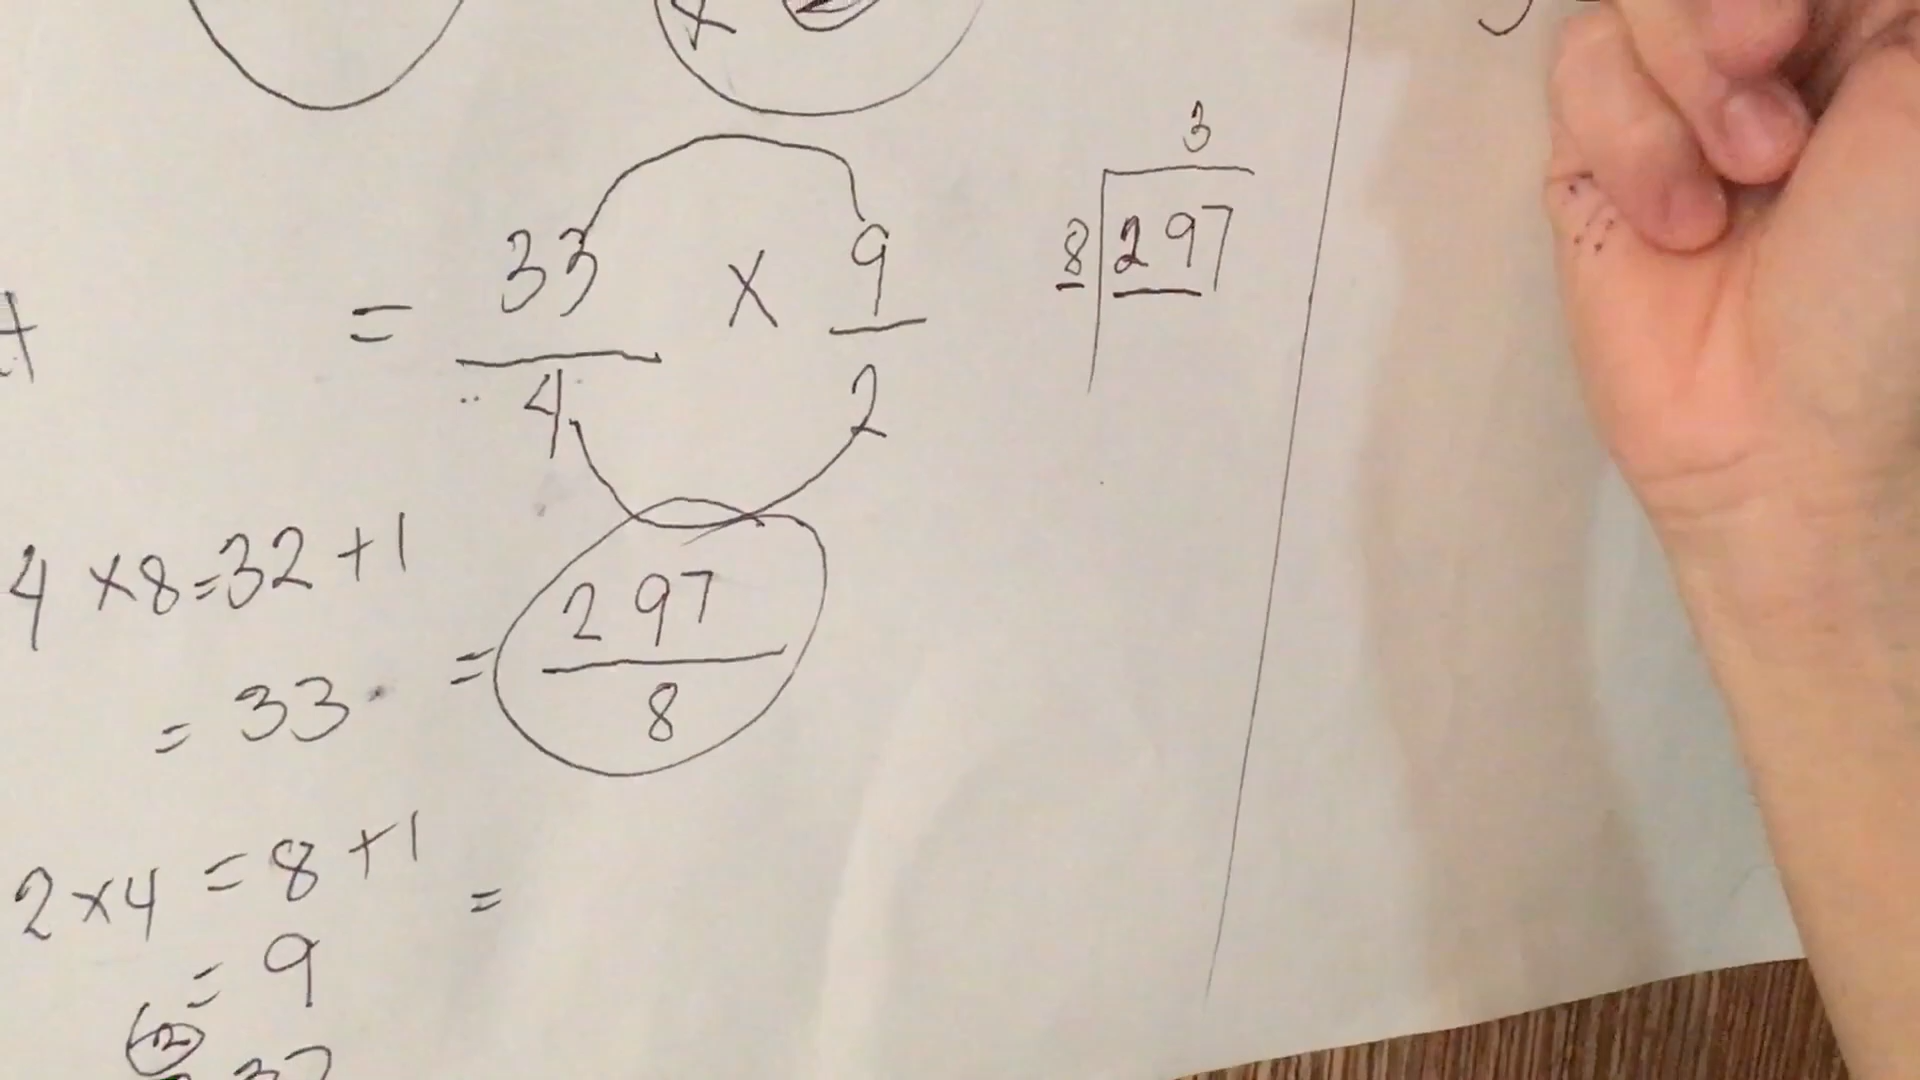 x
3
= 33/4 x 9/2
8 297
4 x 8 = 32 + 1
= 33
= 297/8
2 x 4 = 8 + 1
=
= 9